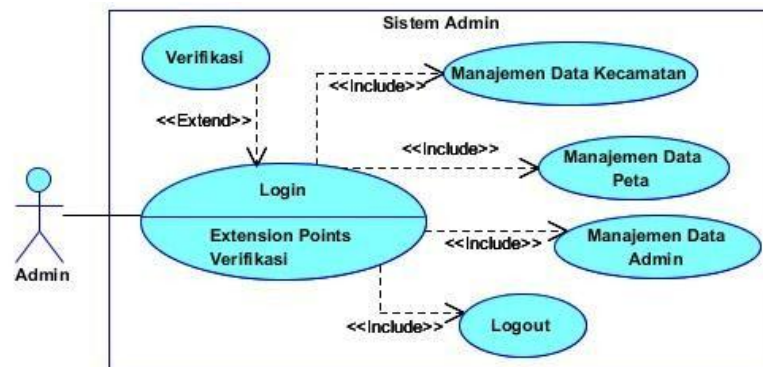 Sistem Admin
Verifikasi
Manajemen Data Kecamatan
<<Include>>
<<Extend>>
<<Include>>
Manajemen Data
Peta
Login
Extension Points
Verifikasi
<<Include>>
Manajemen Data
Admin
Admin
<<Include>>
Logout